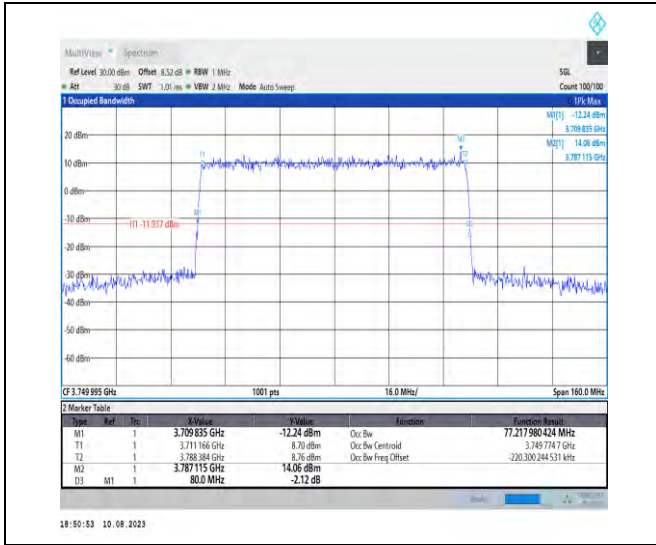 MultiView Spectrum
Ref Level 30.00 dBm Offset 8.52 dB RBW 1 MHz SGL
Att 30 dB SWT 1.01 ms VBW 2 MHz Mode Auto Sweep Count 100/100
1 Occupied Bandwidth 1Pk Max
M1[1] -12.24 dBm
3.709 835 GHz
M2[1] 14.06 dBm
3.787 115 GHz
20 dBm
M2
T1 T2
10 dBm
0 dBm
M1
-10 dBm
H1 -11.937 dBm
-20 dBm
-30 dBm
-40 dBm
-50 dBm
-60 dBm
CF 3.749 995 GHz 1001 pts 16.0 MHz/ Span 160.0 MHz
2 Marker Table
Type Ref Trc X-Value Y-Value Function Function Result
M1 1 3.709 835 GHz -12.24 dBm Occ Bw 77.217 980 424 MHz
T1 1 3.711 166 GHz 8.70 dBm Occ Bw Centroid 3.749 774 7 GHz
T2 1 3.788 384 GHz 8.76 dBm Occ Bw Freq Offset -220.300 244 531 kHz
M2 1 3.787 115 GHz 14.06 dBm
D3 M1 1 80.0 MHz -2.12 dB
18:50:53 10.08.2023